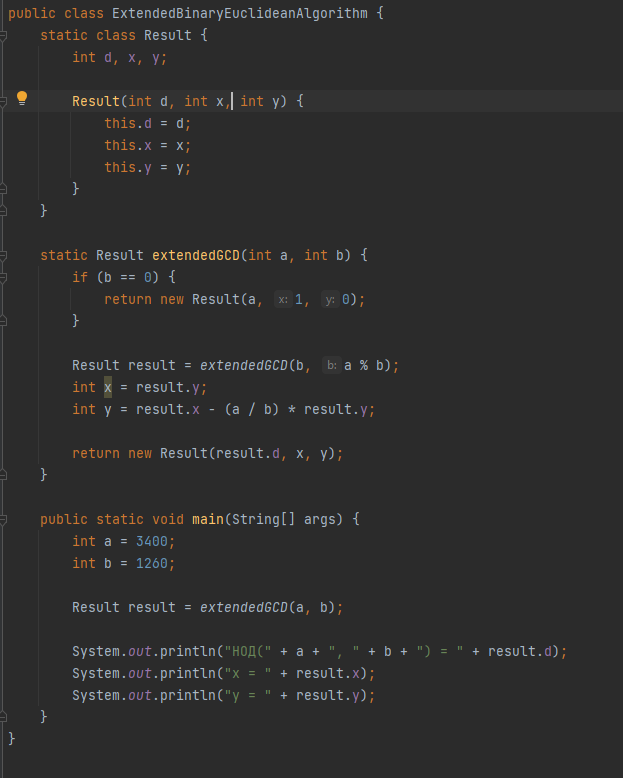 public class ExtendedBinaryEuclideanAlgorithm {
    static class Result {
        int d, x, y;

        Result(int d, int x, int y) {
            this.d = d;
            this.x = x;
            this.y = y;
        }
    }

    static Result extendedGCD(int a, int b) {
        if (b == 0) {
            return new Result(a, x: 1, y: 0);
        }

        Result result = extendedGCD(b, b: a % b);
        int x = result.y;
        int y = result.x - (a / b) * result.y;

        return new Result(result.d, x, y);
    }

    public static void main(String[] args) {
        int a = 3400;
        int b = 1260;

        Result result = extendedGCD(a, b);

        System.out.println("НОД(" + a + ", " + b + ") = " + result.d);
        System.out.println("x = " + result.x);
        System.out.println("y = " + result.y);
    }
}